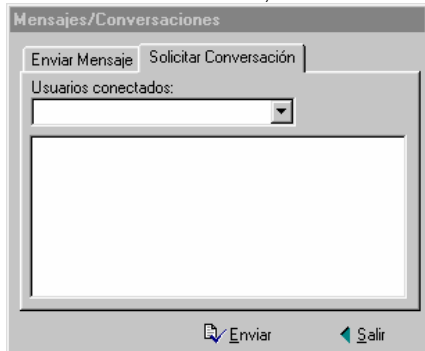 Mensajes/Conversaciones
Enviar Mensaje Solicitar Conversación
Usuarios conectados:
Enviar Salir